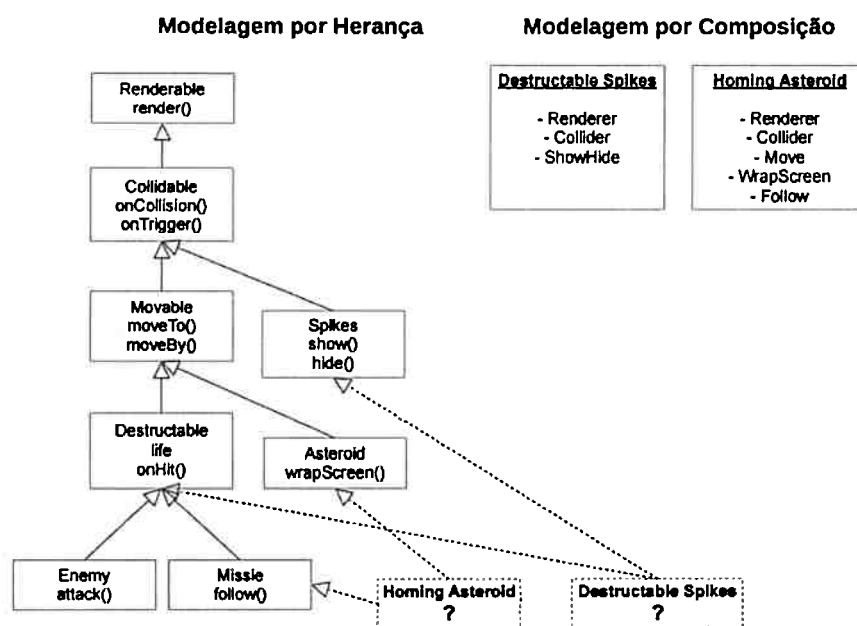 Modelagem por Herança
Modelagem por Composição
Renderable
render()
Collidable
onCollision()
onTrigger()
Movable
moveTo()
moveBy()
Spikes
show()
hide()
Destructable
life
onHit()
Asteroid
wrapScreen()
Enemy
attack()
Missle
follow()
Homing Asteroid
?
Destructable Spikes
?
Destructable Spikes
- Renderer
- Collider
- ShowHide
Homing Asteroid
- Renderer
- Collider
- Move
- WrapScreen
- Follow